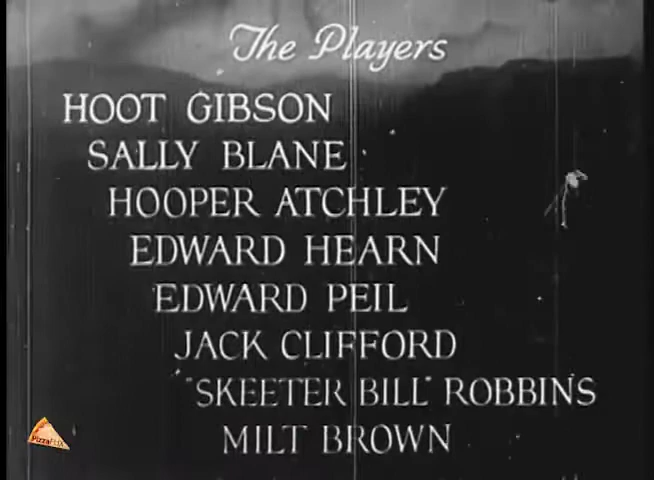 The Players
HOOT GIBSON
SALLY BLANE
HOOPER ATCHLEY
EDWARD HEARN
EDWARD PEIL
JACK CLIFFORD
"SKEETER BILL" ROBBINS
MILT BROWN
PizzaFLIX